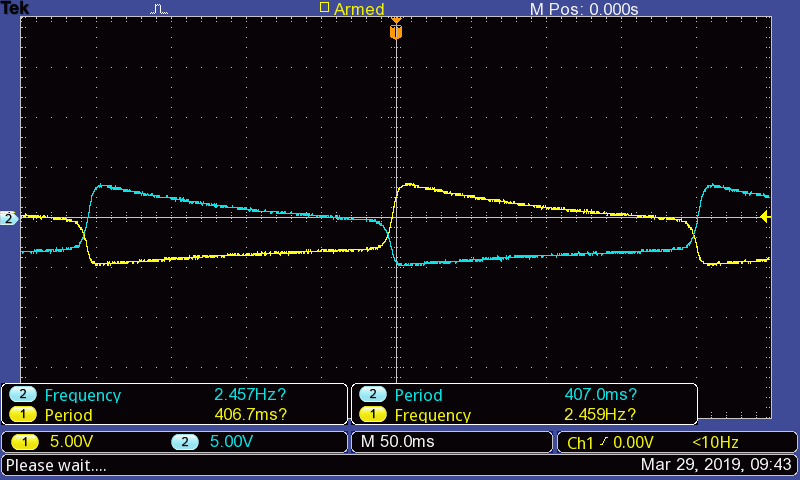 Tek Armed M Pos: 0.000s
T
2
2 Frequency 2.457Hz? 2 Period 407.0ms?
1 Period 406.7ms? 1 Frequency 2.459Hz?
1 5.00V 2 5.00V M 50.0ms Ch1 / 0.00V <10Hz
Please wait.... Mar 29, 2019, 09:43